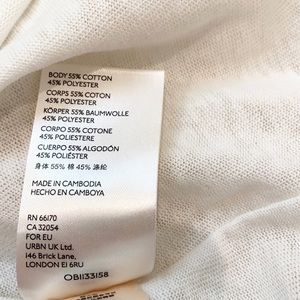 BODY 55% COTTON
45% POLYESTER
CORPS 55% COTON
45% POLYESTER
KÖRPER 55% BAUMWOLLE
45% POLYESTER
CORPO 55% COTONE
45% POLIESTERE
CUERPO 55% ALGODÓN
45% POLIÉSTER
身体 55% 棉 45% 涤纶
MADE IN CAMBODIA
HECHO EN CAMBOYA
RN 66170
CA 32054
FOR EU
URBN UK Ltd.
146 Brick Lane,
LONDON E1 6RU
OB1133158